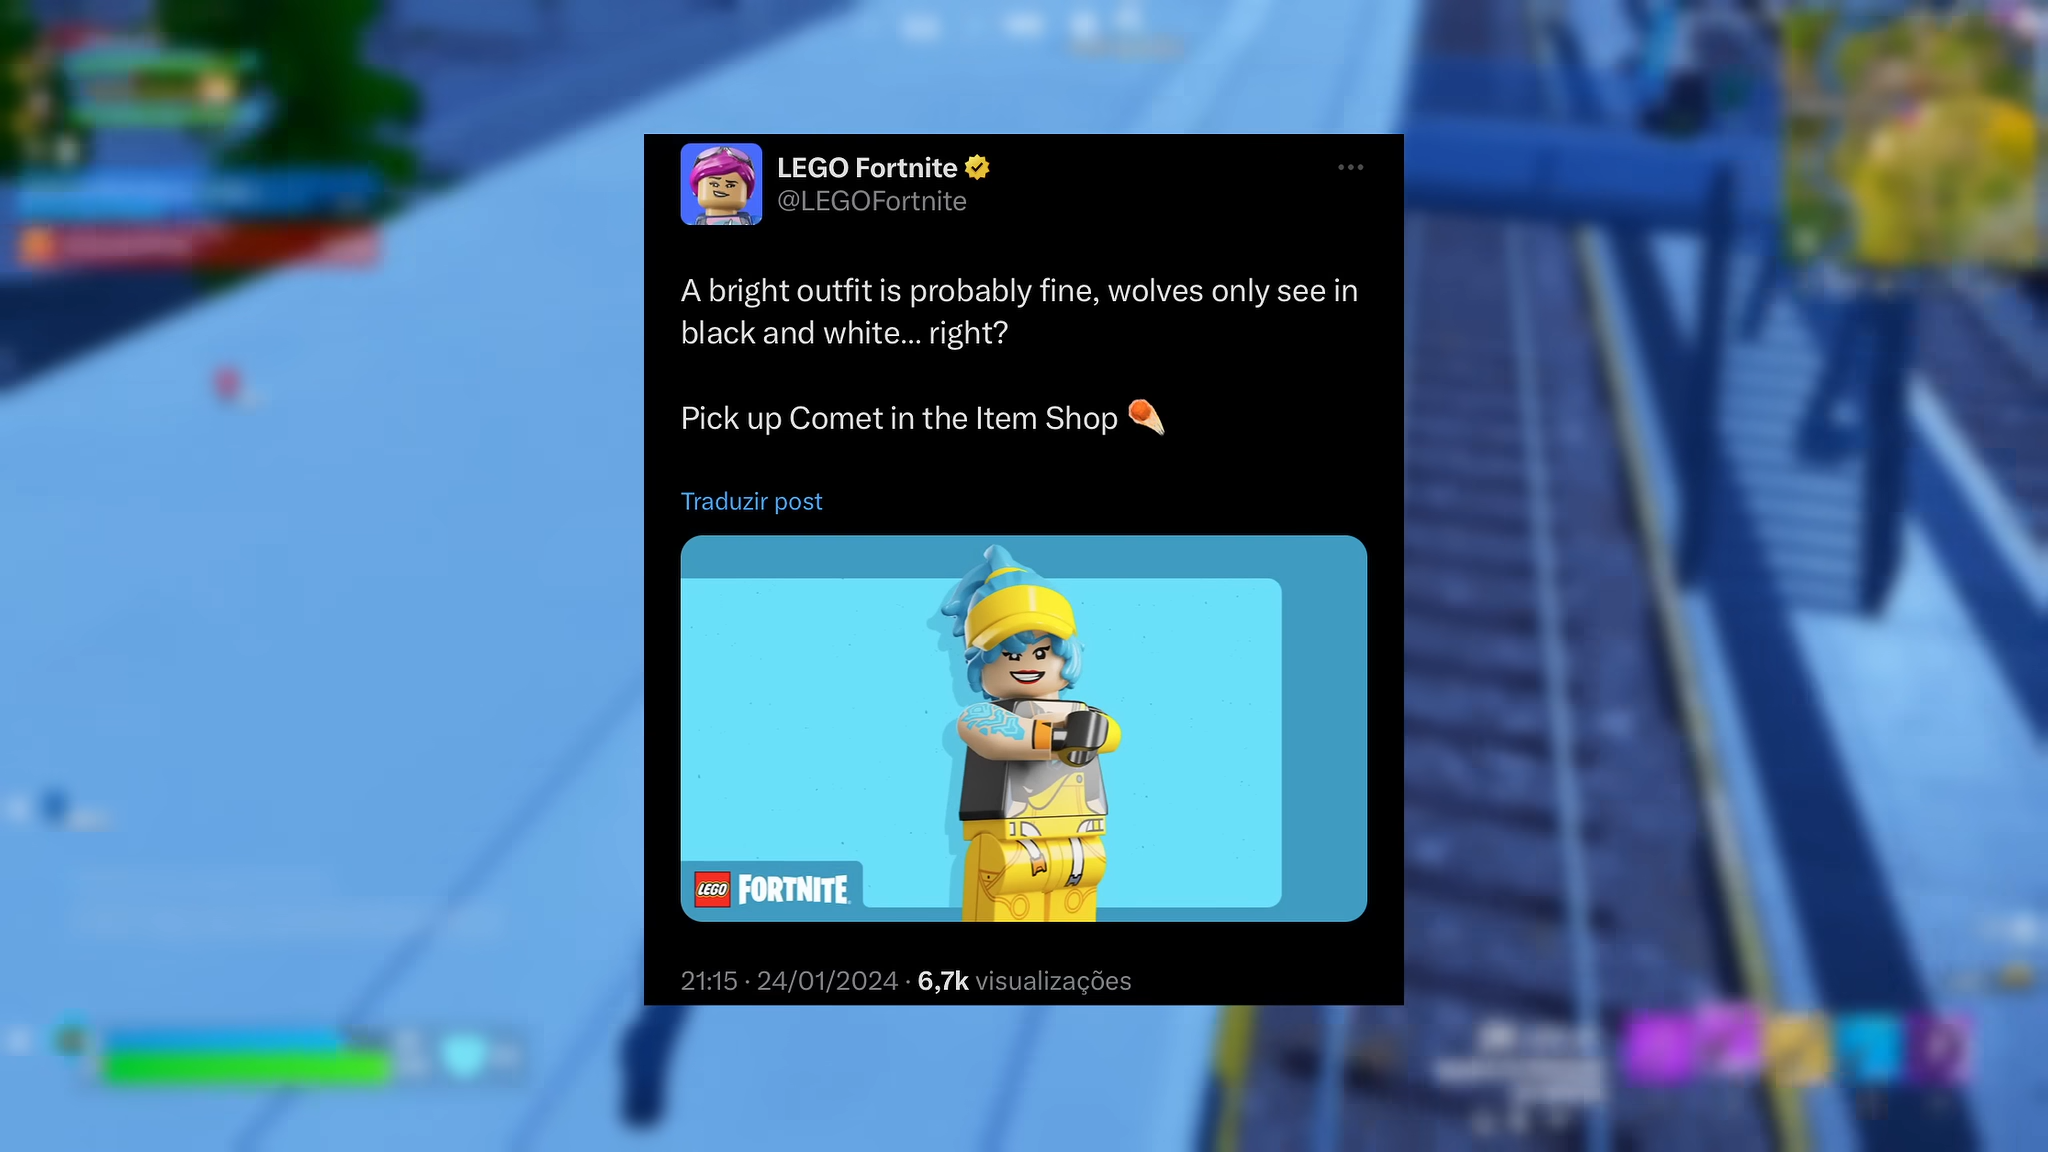 LEGO Fortnite
@LEGOFortnite
A bright outfit is probably fine, wolves only see in
black and white... right?
Pick up Comet in the Item Shop
Traduzir post
LEGO FORTNITE
21:15 · 24/01/2024 · 6,7k visualizações